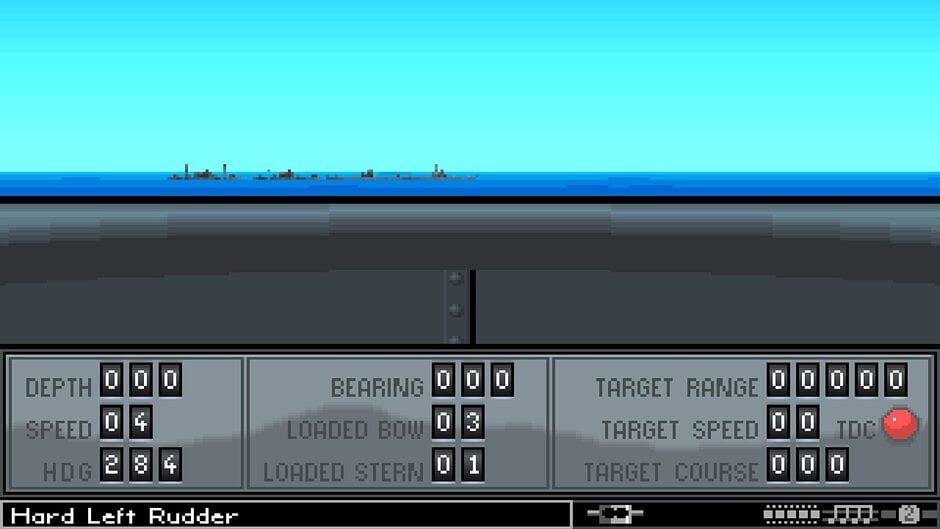 DEPTH 000 BEARING 000 TARGET RANGE 00000
SPEED 04 LOADED BOW 03 TARGET SPEED 00 TDC
HDG 284 LOADED STERN 01 TARGET COURSE 000
Hard Left Rudder